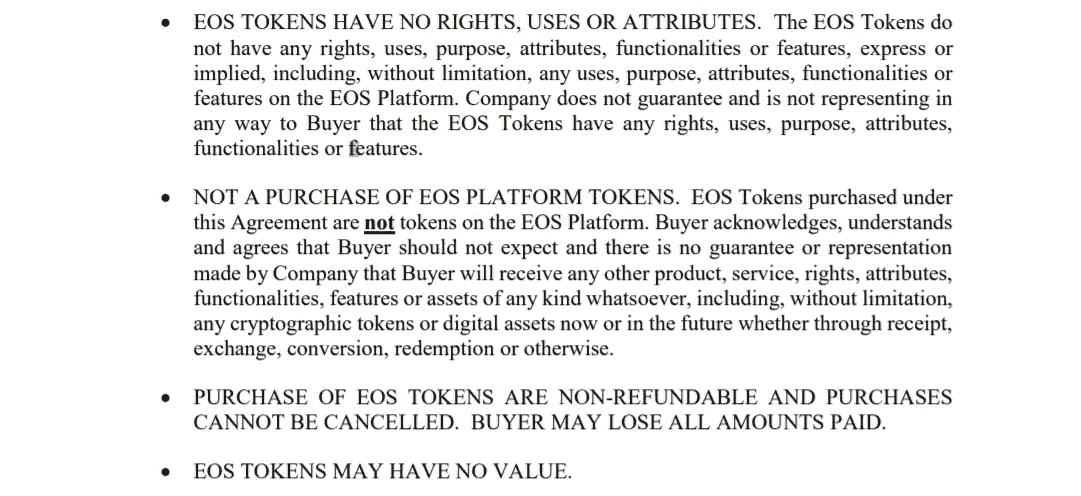 • EOS TOKENS HAVE NO RIGHTS, USES OR ATTRIBUTES. The EOS Tokens do
not have any rights, uses, purpose, attributes, functionalities or features, express or
implied, including, without limitation, any uses, purpose, attributes, functionalities or
features on the EOS Platform. Company does not guarantee and is not representing in
any way to Buyer that the EOS Tokens have any rights, uses, purpose, attributes,
functionalities or features.
• NOT A PURCHASE OF EOS PLATFORM TOKENS. EOS Tokens purchased under
this Agreement are not tokens on the EOS Platform. Buyer acknowledges, understands
and agrees that Buyer should not expect and there is no guarantee or representation
made by Company that Buyer will receive any other product, service, rights, attributes,
functionalities, features or assets of any kind whatsoever, including, without limitation,
any cryptographic tokens or digital assets now or in the future whether through receipt,
exchange, conversion, redemption or otherwise.
• PURCHASE OF EOS TOKENS ARE NON-REFUNDABLE AND PURCHASES
CANNOT BE CANCELLED. BUYER MAY LOSE ALL AMOUNTS PAID.
• EOS TOKENS MAY HAVE NO VALUE.